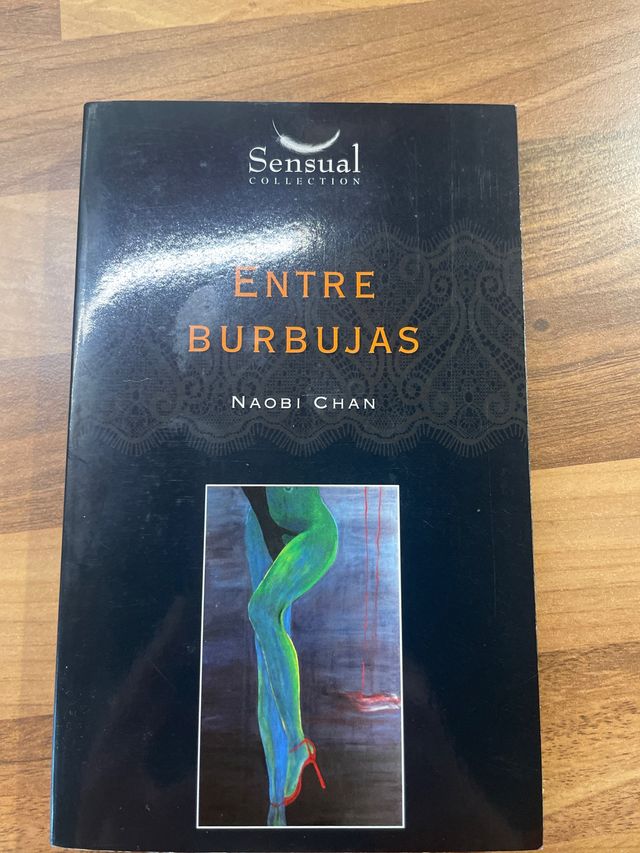 Sensual
COLLECTION
ENTRE
BURBUJAS
NAOBI CHAN